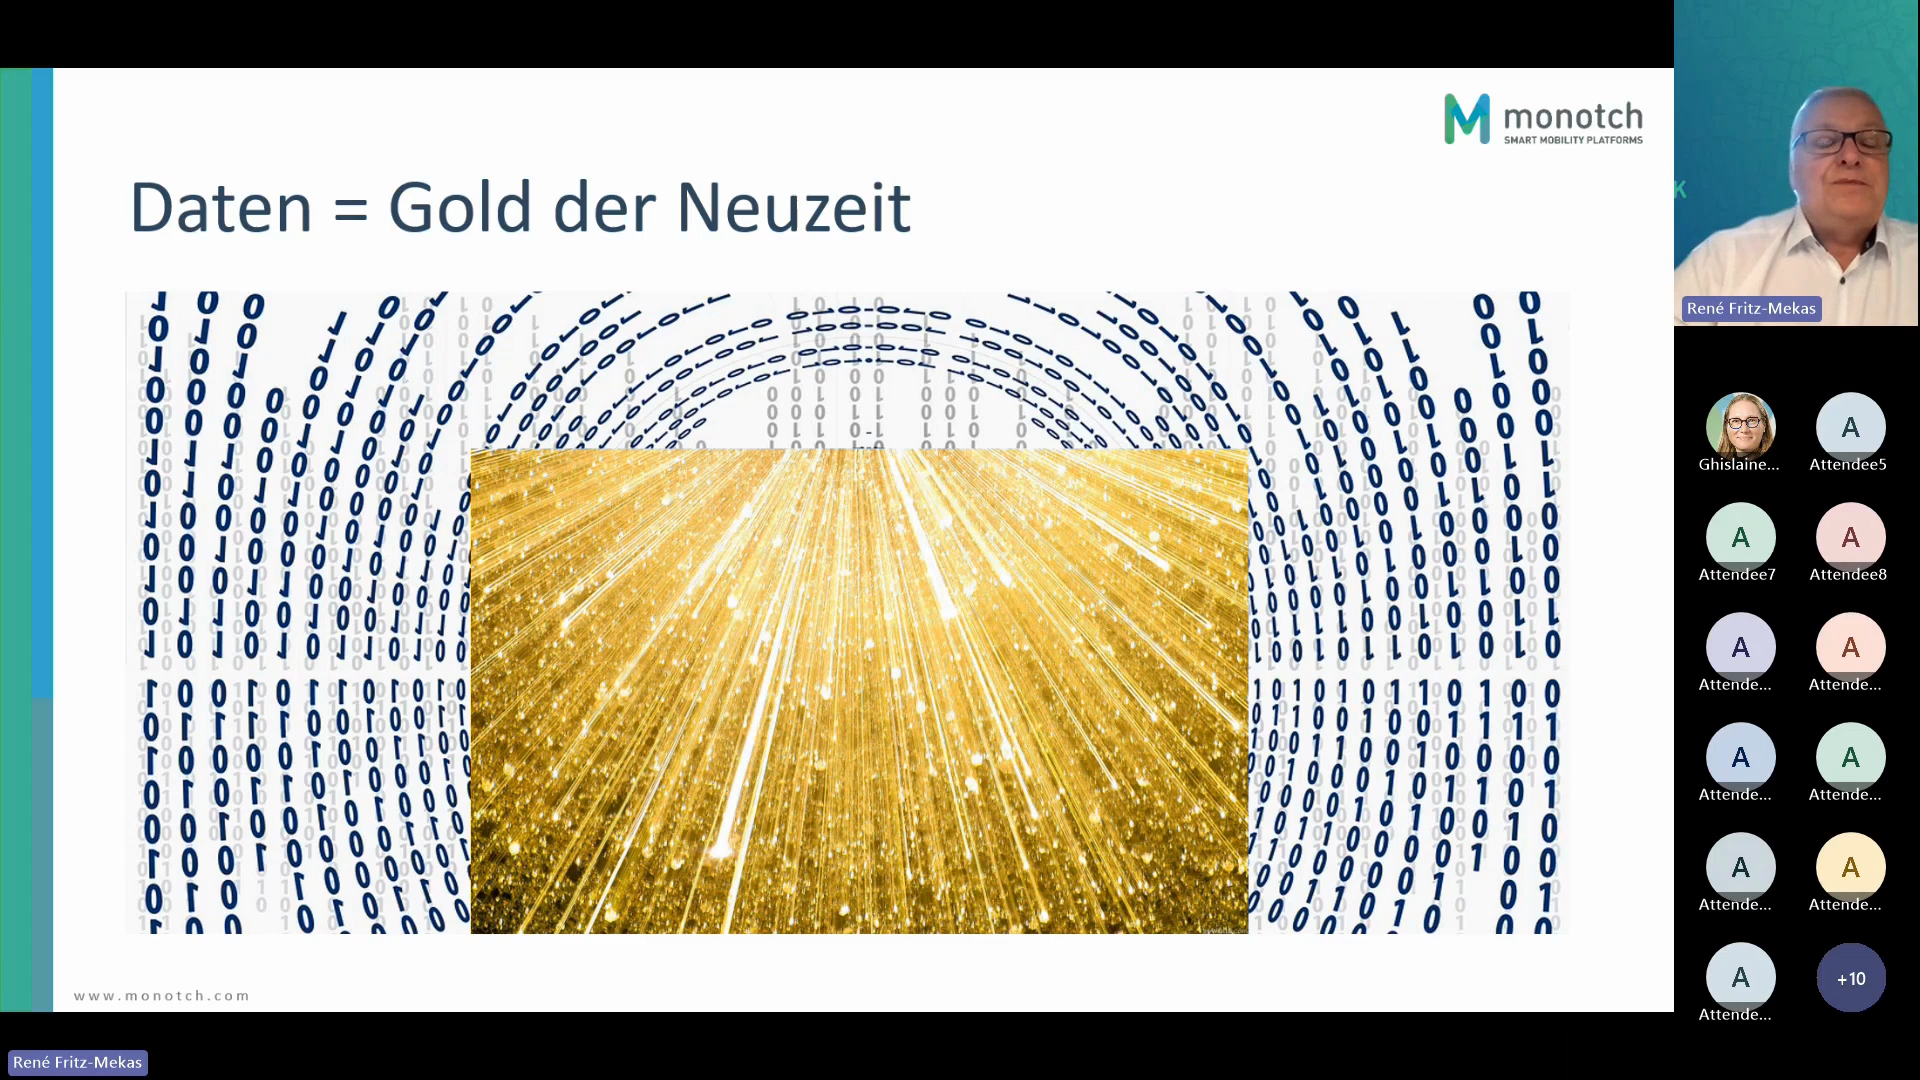 monotch
SMART MOBILITY PLATFORMS
Daten = Gold der Neuzeit
www.monotch.com
René Fritz-Mekas
K
René Fritz-Mekas
Ghislaine...
A
Attendee5
A
Attendee7
A
Attendee8
A
Attende...
A
Attende...
A
Attende...
A
Attende...
A
Attende...
A
Attende...
A
Attende...
+10